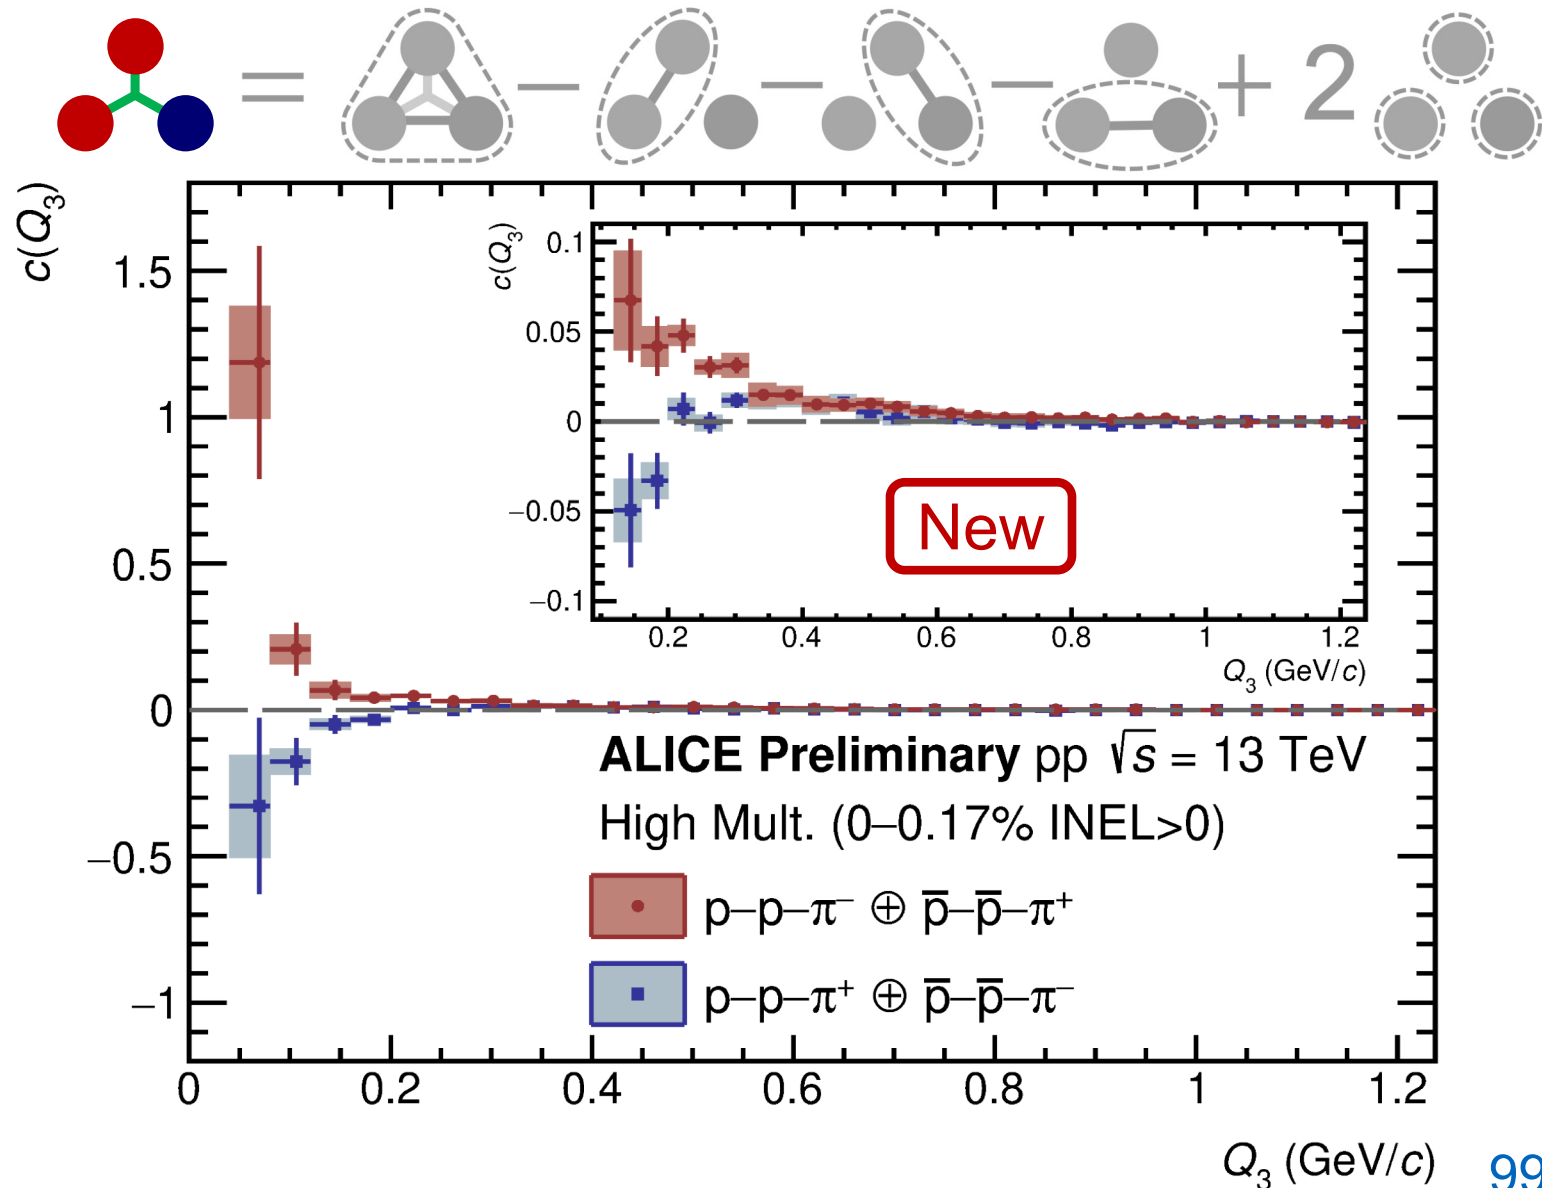 = − − − + 2
c(Q₃)
1.5
1
0.5
0
−0.5
−1
c(Q₃)
0.1
0.05
0
−0.05
−0.1
0.2 0.4 0.6 0.8 1 1.2
Q₃ (GeV/c)
New
ALICE Preliminary pp √s = 13 TeV
High Mult. (0–0.17% INEL>0)
p–p–π⁻ ⊕ p̅–p̅–π⁺
p–p–π⁺ ⊕ p̅–p̅–π⁻
0 0.2 0.4 0.6 0.8 1 1.2
Q₃ (GeV/c)
99